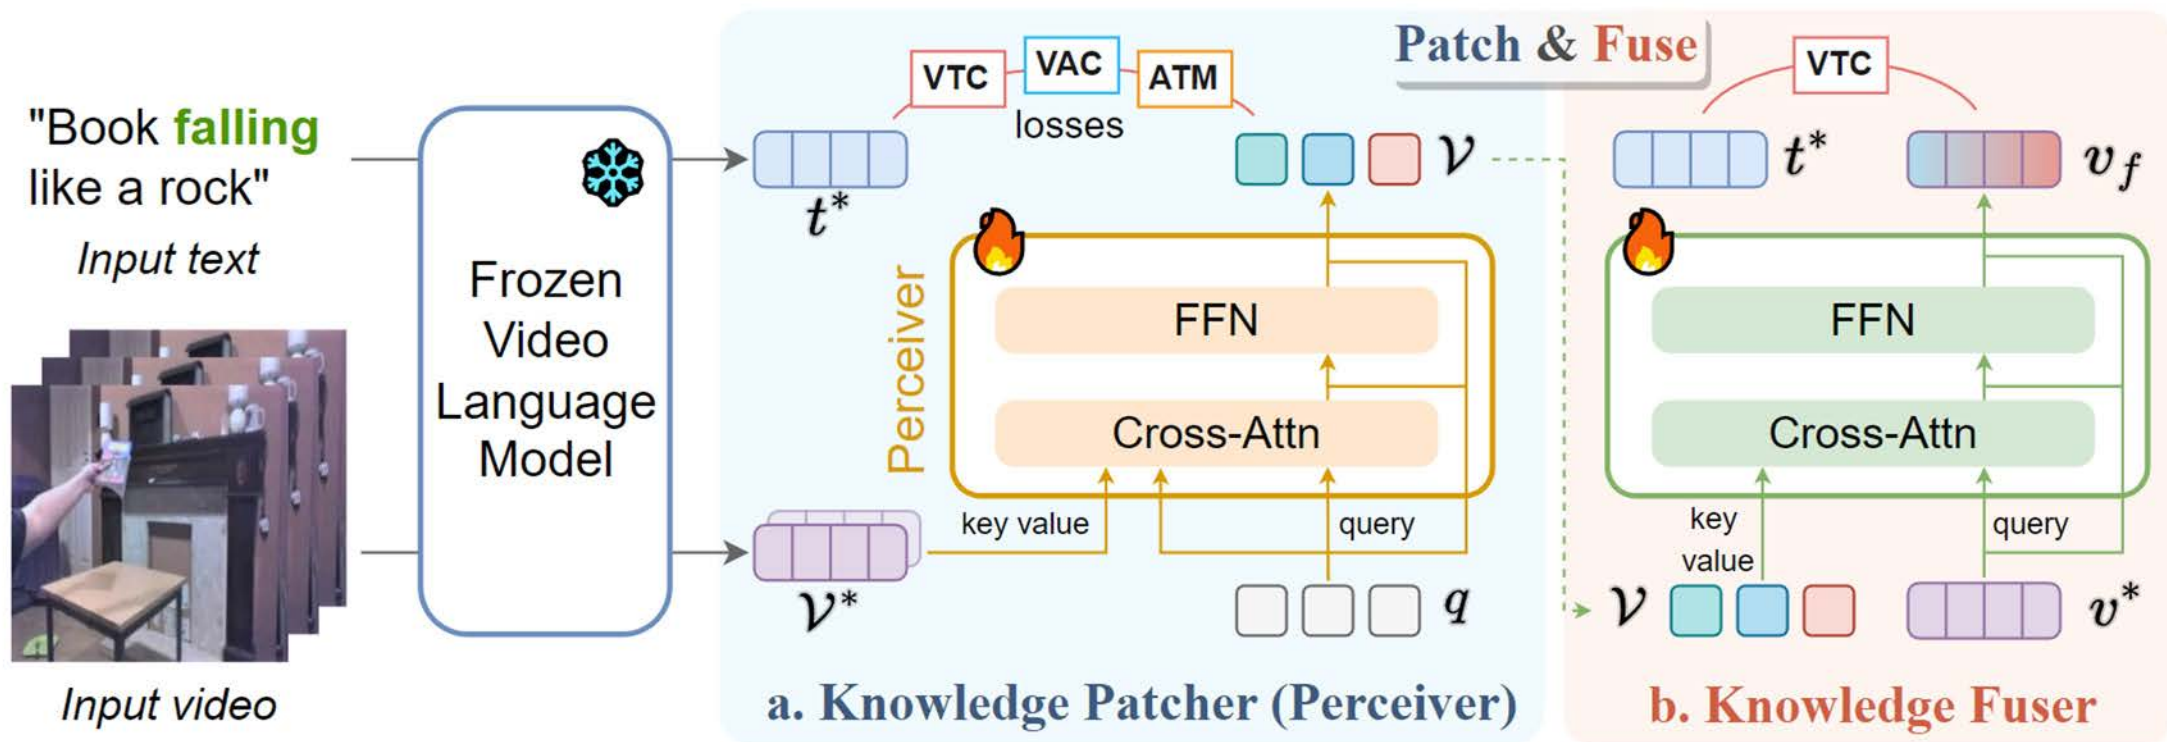 "Book falling
like a rock"
Input text
Input video
Frozen
Video
Language
Model
Patch & Fuse
VTC
VAC
ATM
losses
t*
𝒱
Perceiver
FFN
Cross-Attn
key value
query
𝒱*
q
a. Knowledge Patcher (Perceiver)
VTC
t*
v_f
FFN
Cross-Attn
key
value
query
𝒱
v*
b. Knowledge Fuser